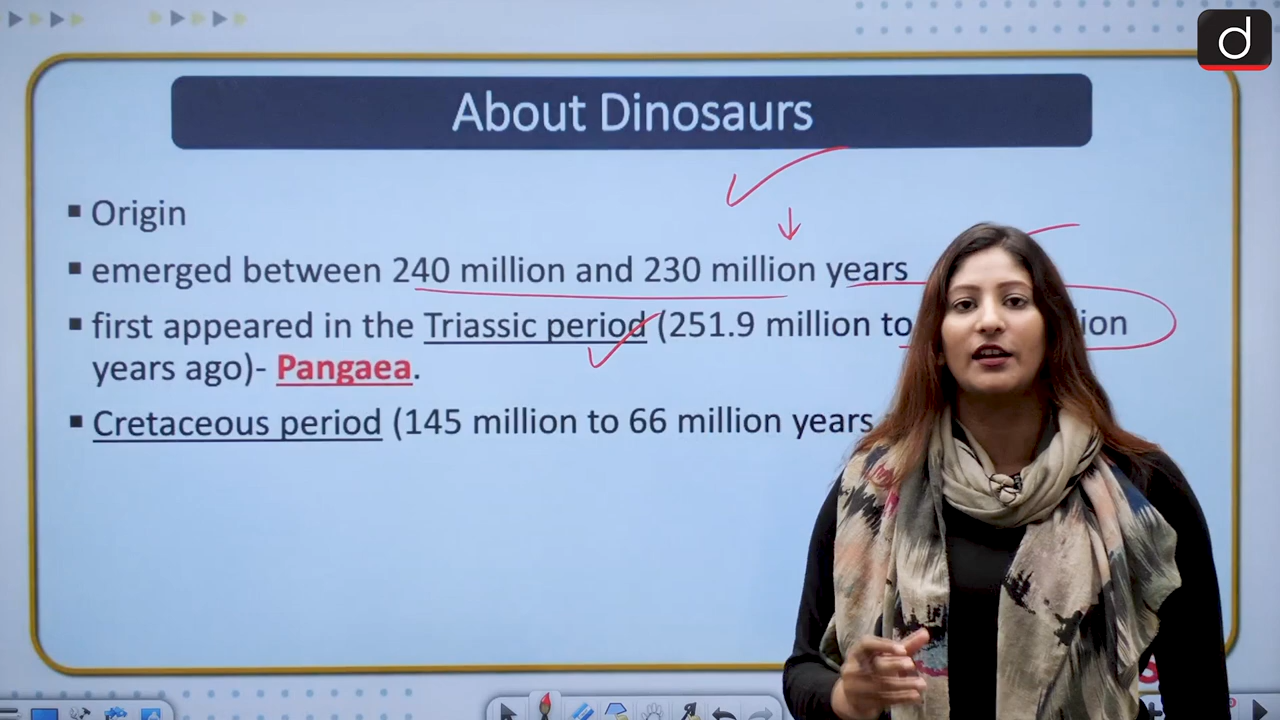 d
About Dinosaurs
▪ Origin
▪ emerged between 240 million and 230 million years
▪ first appeared in the Triassic period (251.9 million to
years ago)- Pangaea.
▪ Cretaceous period (145 million to 66 million years